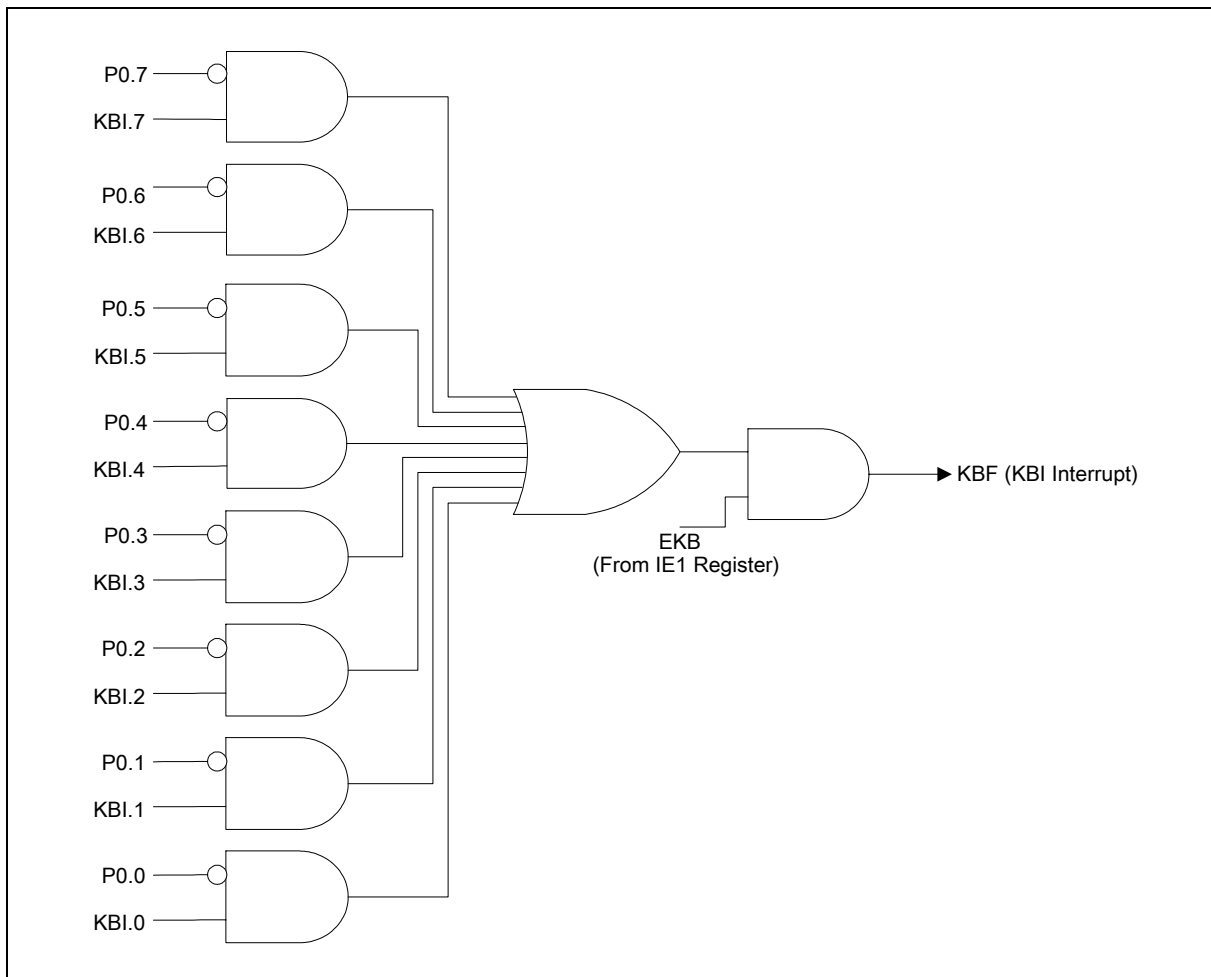 P0.7
KBI.7
P0.6
KBI.6
P0.5
KBI.5
P0.4
KBI.4
P0.3
KBI.3
P0.2
KBI.2
P0.1
KBI.1
P0.0
KBI.0
EKB
(From IE1 Register)
KBF (KBI Interrupt)